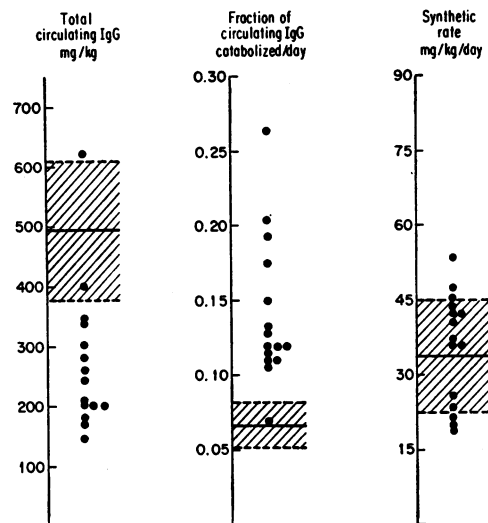 Total
circulating IgG
mg/kg
700
600
500
400
300
200
100
Fraction of
circulating IgG
catabolized/day
0.30
0.25
0.20
0.15
0.10
0.05
Synthetic
rate
mg/kg/day
90
75
60
45
30
15